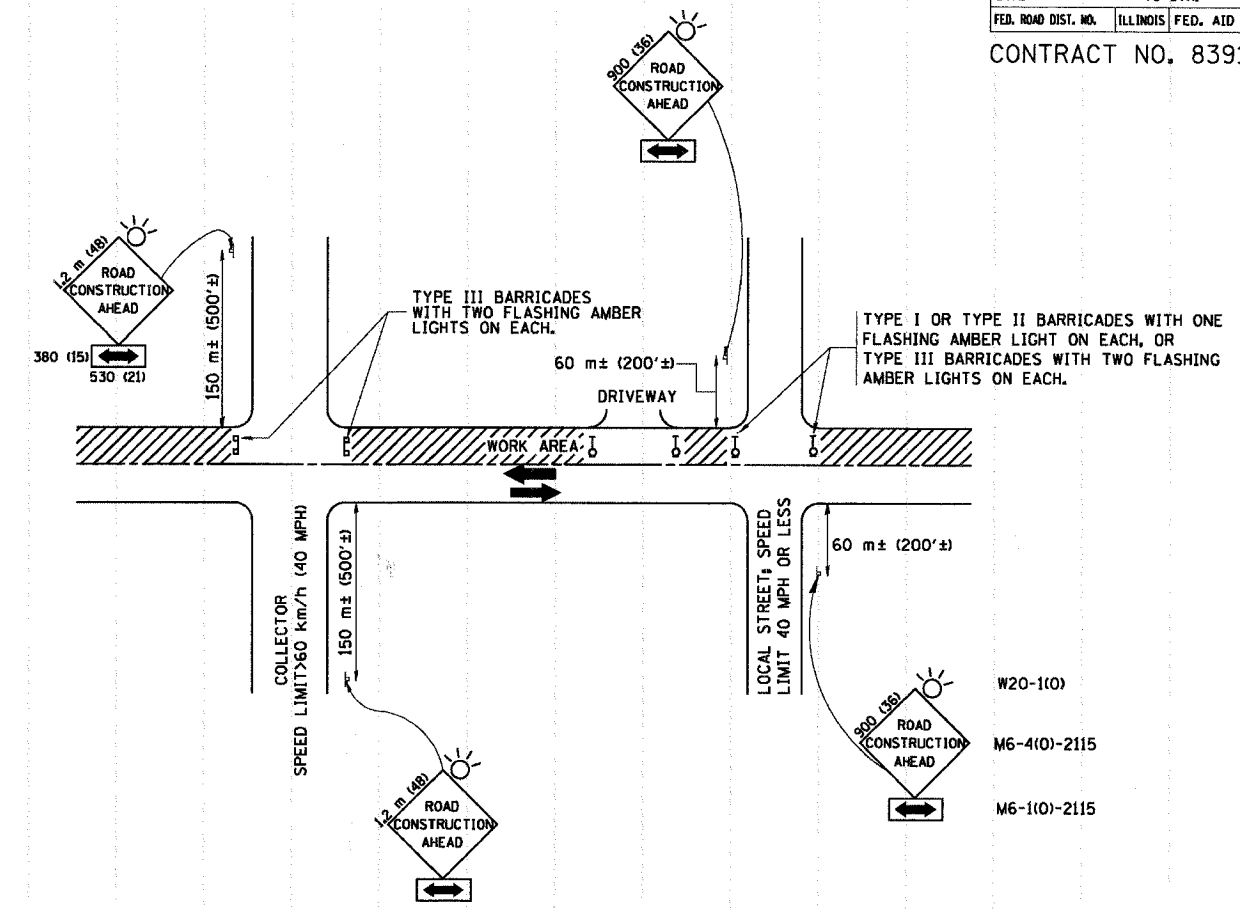 FED. ROAD DIST. NO. ILLINOIS FED. AID
CONTRACT NO. 8391
900 (36)
ROAD
CONSTRUCTION
AHEAD
1.2 m (48)
ROAD
CONSTRUCTION
AHEAD
380 (15)
530 (21)
150 m± (500'±)
TYPE III BARRICADES
WITH TWO FLASHING AMBER
LIGHTS ON EACH.
60 m± (200'±)
DRIVEWAY
TYPE I OR TYPE II BARRICADES WITH ONE
FLASHING AMBER LIGHT ON EACH, OR
TYPE III BARRICADES WITH TWO FLASHING
AMBER LIGHTS ON EACH.
WORK AREA
COLLECTOR
SPEED LIMIT>60 km/h (40 MPH)
150 m± (500'±)
LOCAL STREET; SPEED
LIMIT 40 MPH OR LESS
60 m± (200'±)
1.2 m (48)
ROAD
CONSTRUCTION
AHEAD
900 (36)
ROAD
CONSTRUCTION
AHEAD
W20-1(O)
M6-4(O)-2115
M6-1(O)-2115